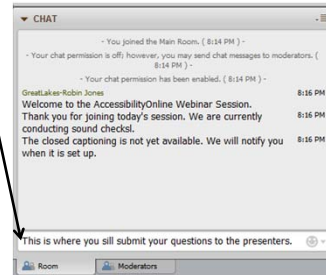 CHAT
- You joined the Main Room. ( 8:14 PM ) -
- Your chat permission is off; however, you may send chat messages to moderators. (
8:14 PM ) -
- Your chat permission has been enabled. ( 8:14 PM ) -
GreatLakes-Robin Jones 8:16 PM
Welcome to the AccessibilityOnline Webinar Session.
Thank you for joining today's session. We are currently 8:16 PM
conducting sound checksl.
The closed captioning is not yet available. We will notify you 8:16 PM
when it is set up.
This is where you sill submit your questions to the presenters.
Room Moderators